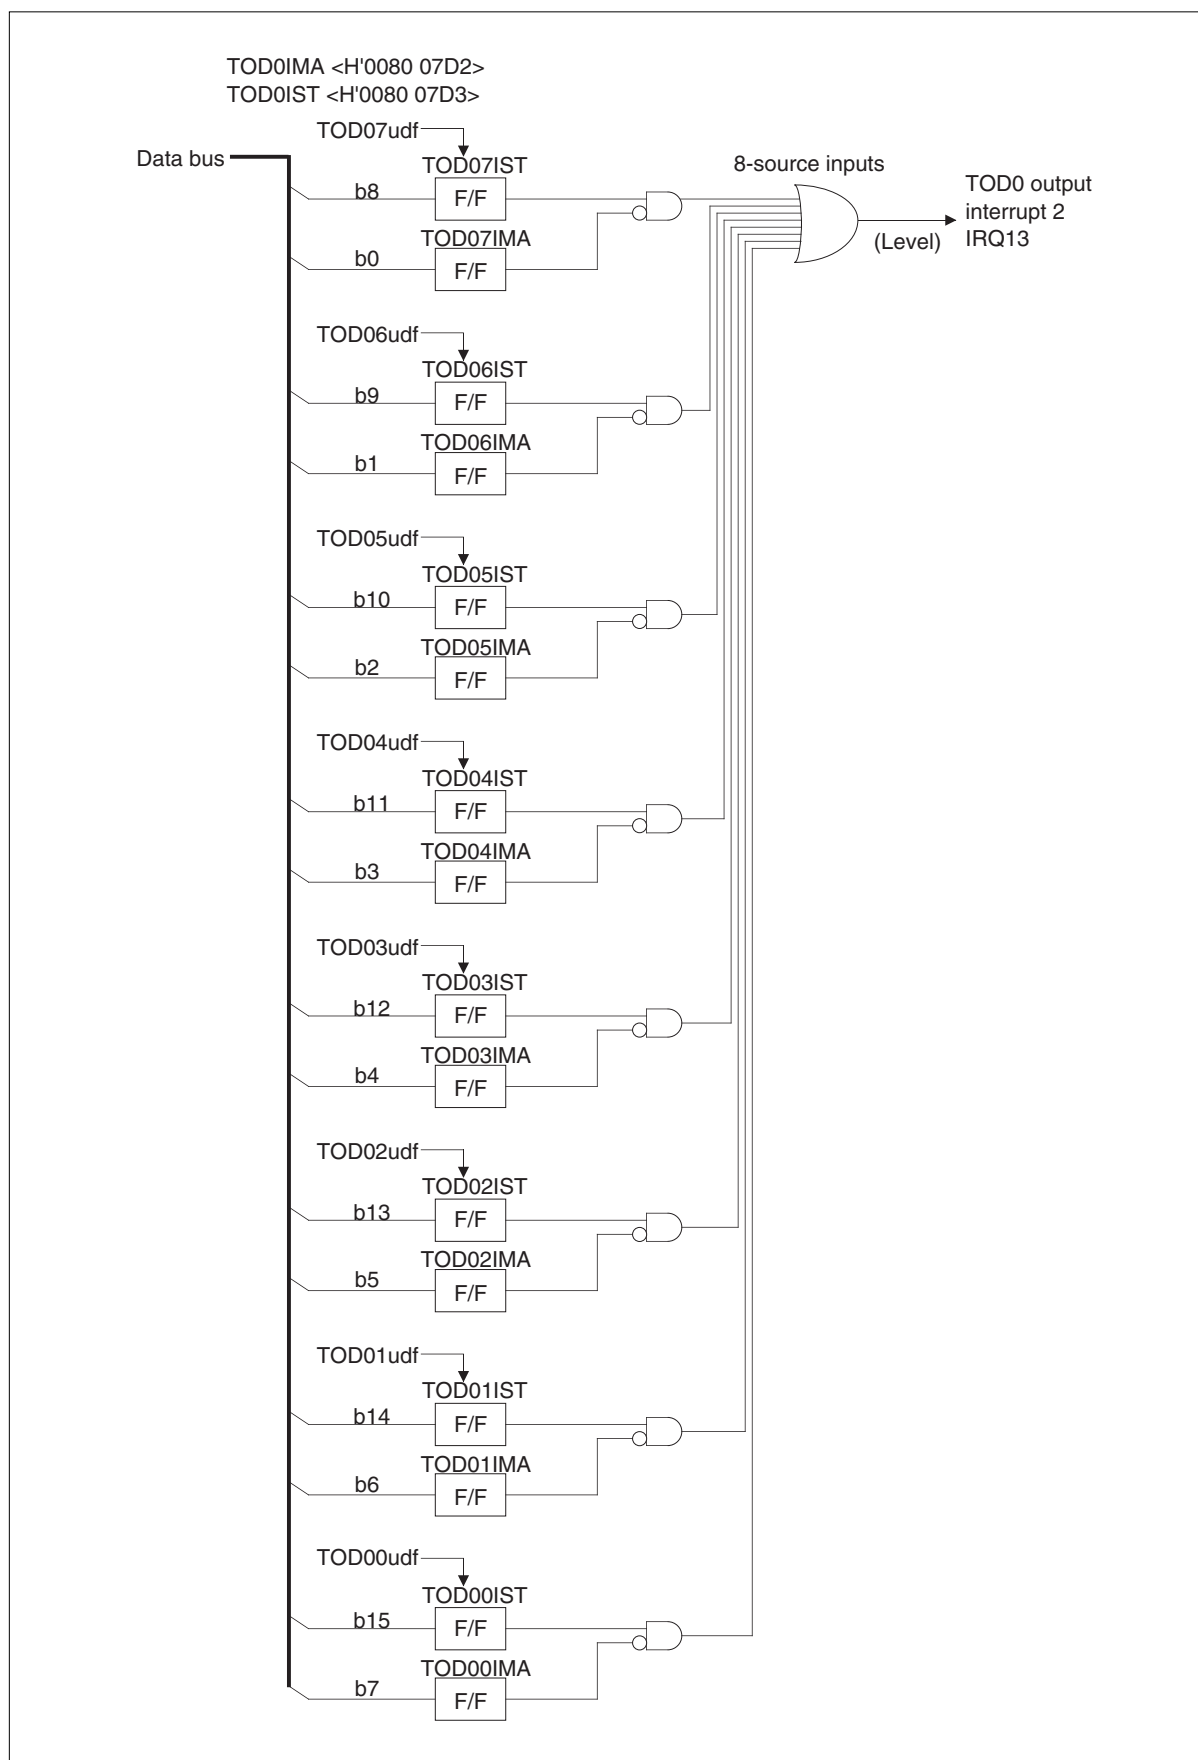 TOD0IMA <H'0080 07D2>
TOD0IST <H'0080 07D3>
Data bus
TOD07udf
TOD07IST
b8
F/F
TOD07IMA
b0
F/F
8-source inputs
(Level)
TOD0 output
interrupt 2
IRQ13
TOD06udf
TOD06IST
b9
F/F
TOD06IMA
b1
F/F
TOD05udf
TOD05IST
b10
F/F
TOD05IMA
b2
F/F
TOD04udf
TOD04IST
b11
F/F
TOD04IMA
b3
F/F
TOD03udf
TOD03IST
b12
F/F
TOD03IMA
b4
F/F
TOD02udf
TOD02IST
b13
F/F
TOD02IMA
b5
F/F
TOD01udf
TOD01IST
b14
F/F
TOD01IMA
b6
F/F
TOD00udf
TOD00IST
b15
F/F
TOD00IMA
b7
F/F